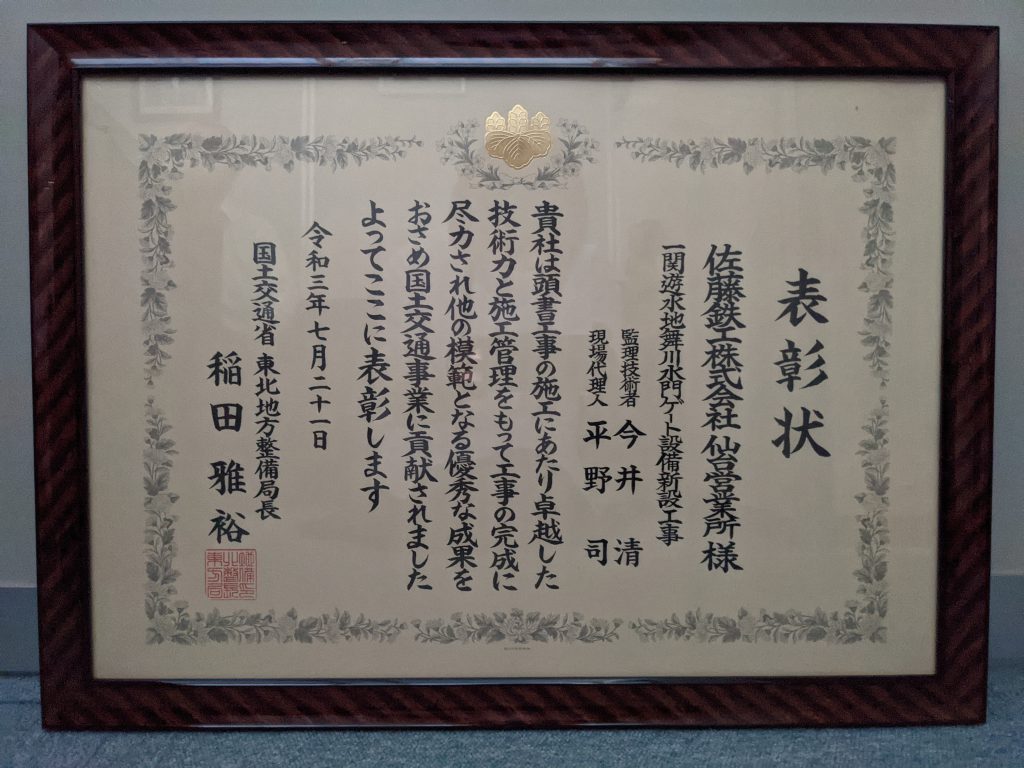 表彰状
佐藤鉄工株式会社 仙台営業所 様
一関遊水地舞川水門ゲート設備新設工事
監理技術者 今井 清
現場代理人 平野 司
貴社は頭書工事の施工にあたり卓越した
技術力と施工管理をもって工事の完成に
尽力され他の模範となる優秀な成果を
おさめ国土交通事業に貢献されました
よってここに表彰します
令和三年七月二十一日
国土交通省 東北地方整備局長
稲田雅裕